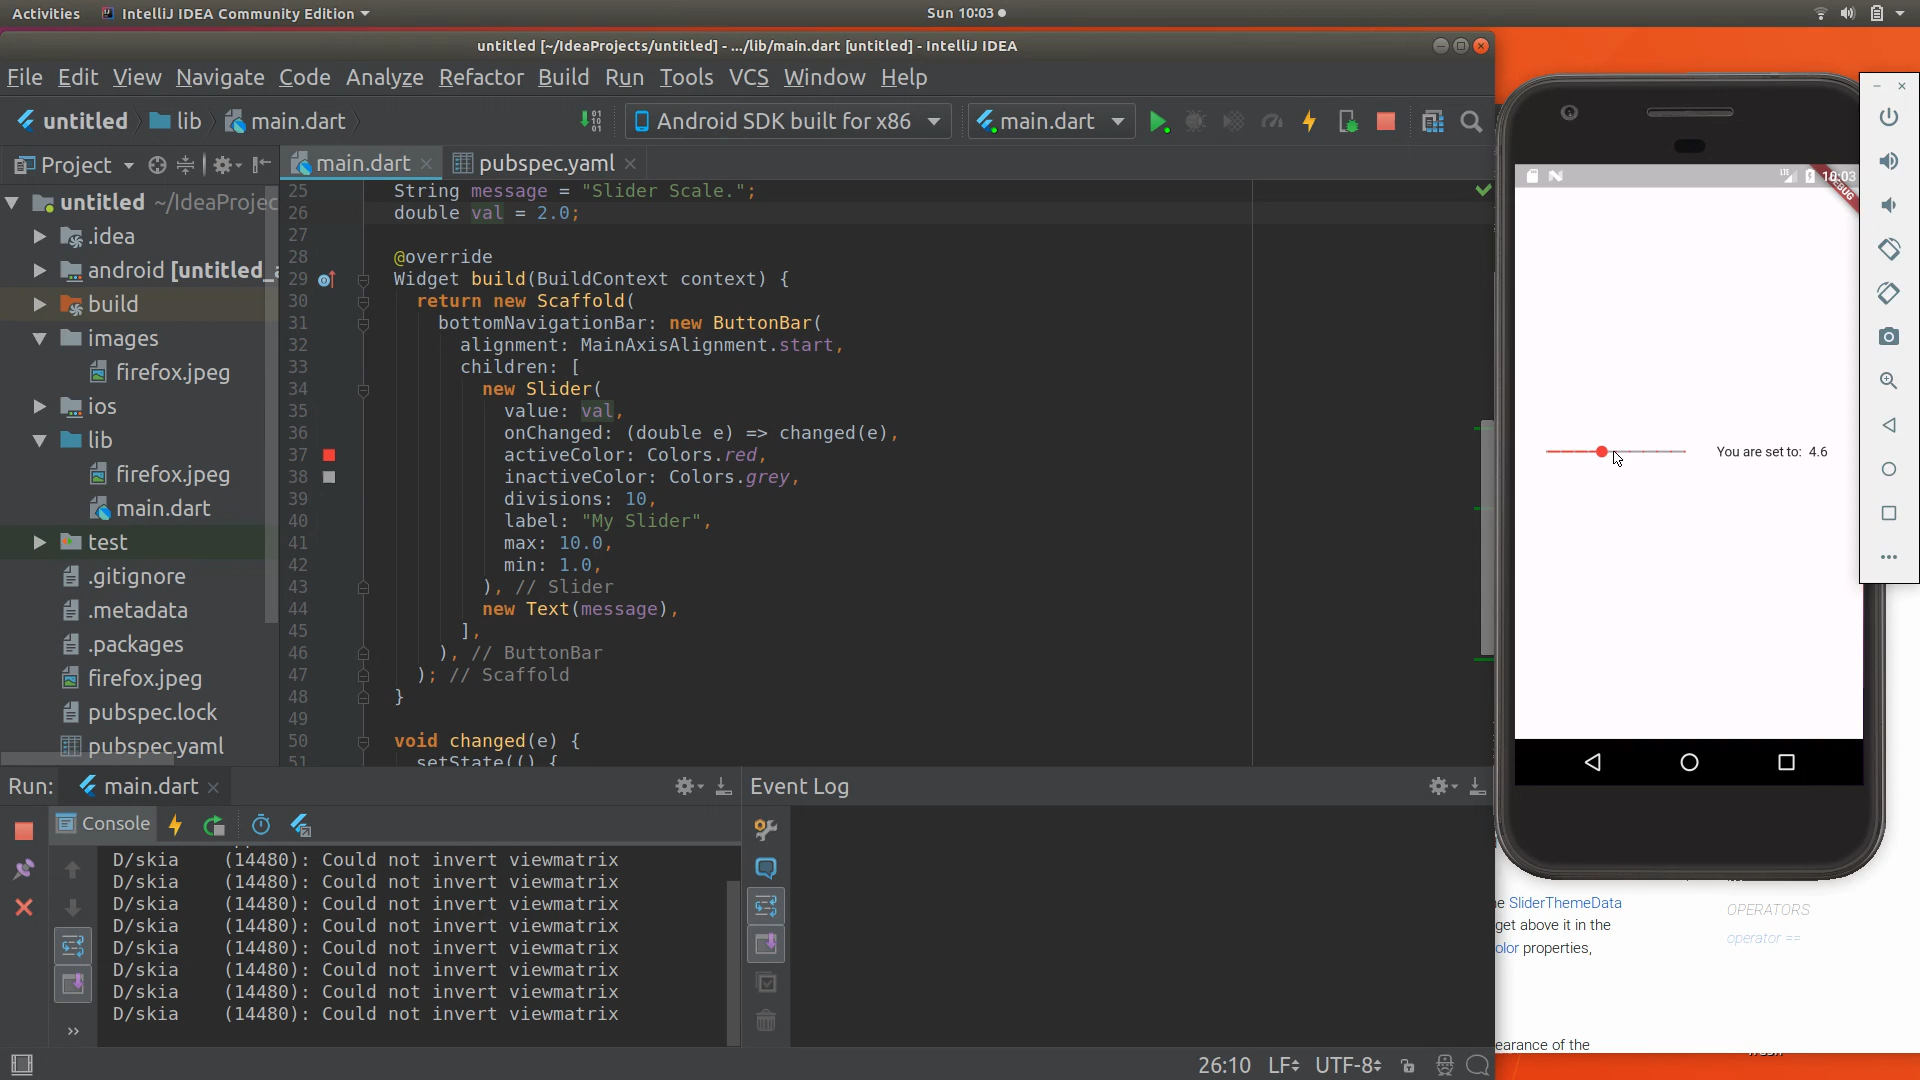 Activities IntelliJ IDEA Community Edition Sun 10:03
untitled [~/IdeaProjects/untitled] - .../lib/main.dart [untitled] - IntelliJ IDEA
File Edit View Navigate Code Analyze Refactor Build Run Tools VCS Window Help
untitled lib main.dart Android SDK built for x86 main.dart
Project main.dart pubspec.yaml
untitled ~/IdeaProjec
.idea
android [untitled_a
build
images
firefox.jpeg
ios
lib
firefox.jpeg
main.dart
test
.gitignore
.metadata
.packages
firefox.jpeg
pubspec.lock
pubspec.yaml
25 String message = "Slider Scale.";
26 double val = 2.0;
27
28 @override
29 Widget build(BuildContext context) {
30 return new Scaffold(
31 bottomNavigationBar: new ButtonBar(
32 alignment: MainAxisAlignment.start,
33 children: [
34 new Slider(
35 value: val,
36 onChanged: (double e) => changed(e),
37 activeColor: Colors.red,
38 inactiveColor: Colors.grey,
39 divisions: 10,
40 label: "My Slider",
41 max: 10.0,
42 min: 1.0,
43 ), // Slider
44 new Text(message),
45 ],
46 ), // ButtonBar
47 ); // Scaffold
48 }
49
50 void changed(e) {
51 setState(() {
LTE 10:03
DEBUG
You are set to: 4.6
Run: main.dart
Console
D/skia (14480): Could not invert viewmatrix
D/skia (14480): Could not invert viewmatrix
D/skia (14480): Could not invert viewmatrix
D/skia (14480): Could not invert viewmatrix
D/skia (14480): Could not invert viewmatrix
D/skia (14480): Could not invert viewmatrix
D/skia (14480): Could not invert viewmatrix
D/skia (14480): Could not invert viewmatrix
Event Log
26:10 LF UTF-8
e SliderThemeData
get above it in the
olor properties,
earance of the
OPERATORS
operator ==